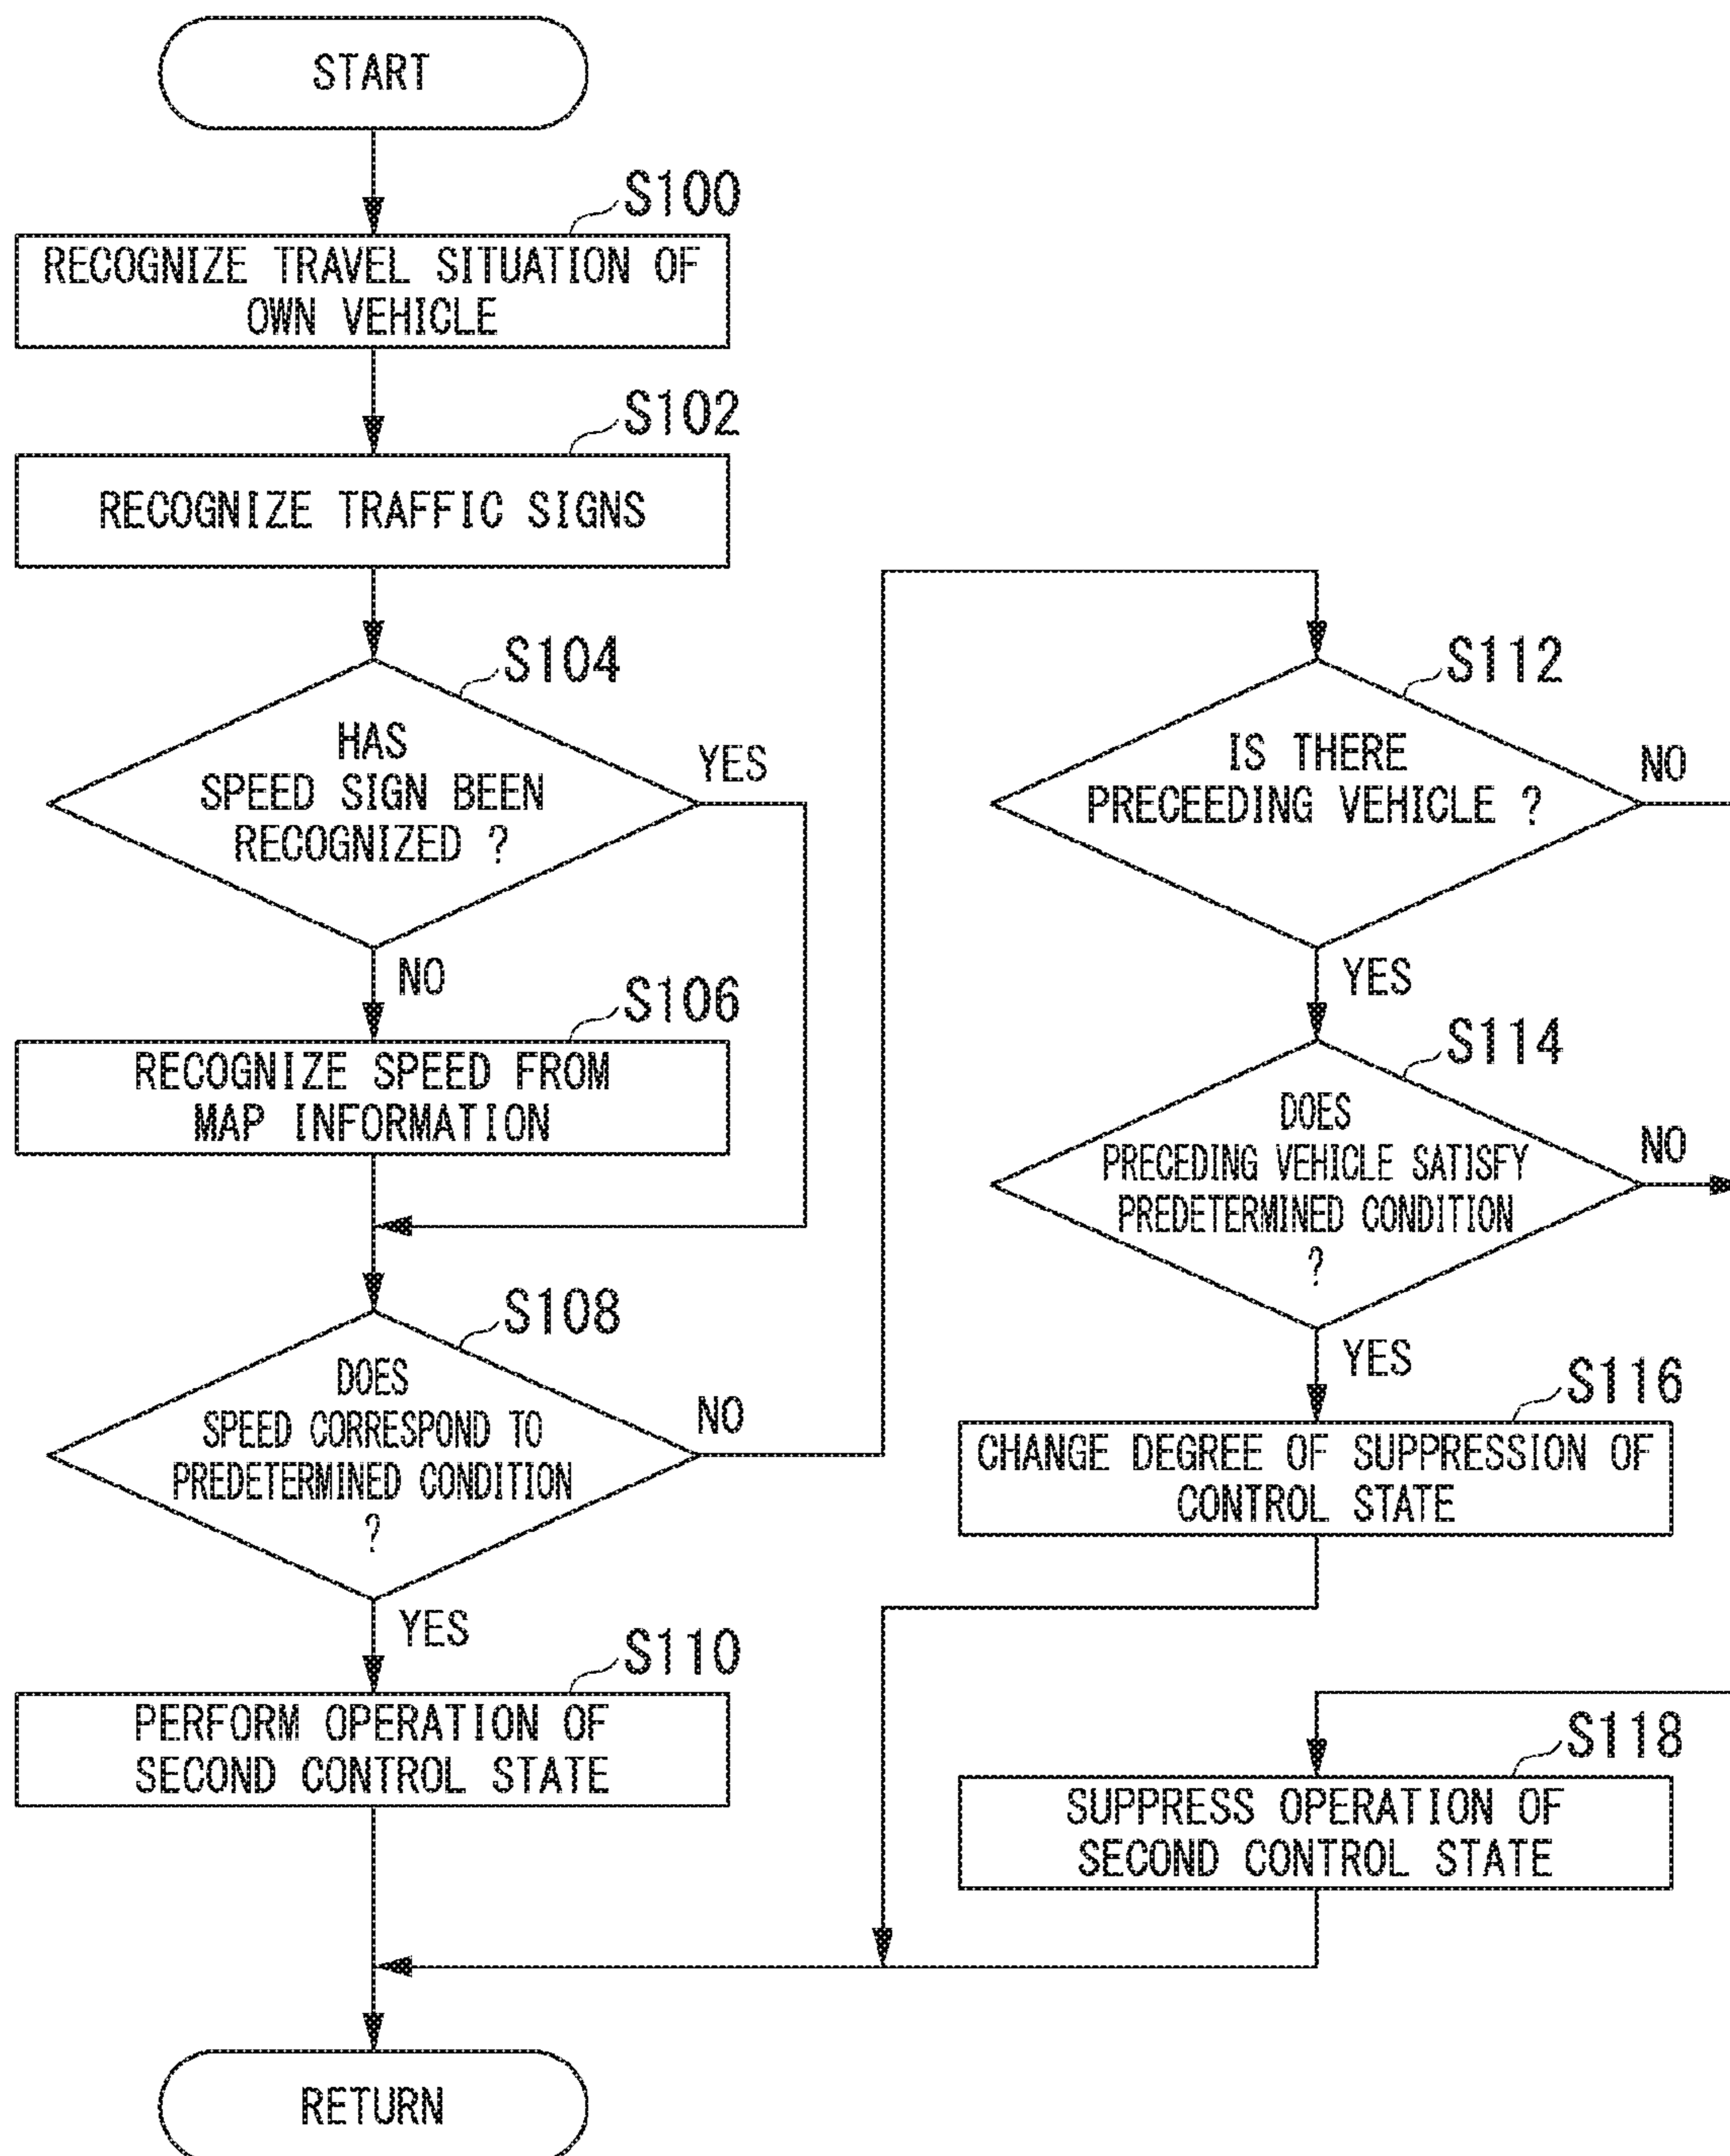 START
S100
RECOGNIZE TRAVEL SITUATION OF
OWN VEHICLE
S102
RECOGNIZE TRAFFIC SIGNS
S104
HAS
SPEED SIGN BEEN
RECOGNIZED ?
YES
NO
S106
RECOGNIZE SPEED FROM
MAP INFORMATION
S108
DOES
SPEED CORRESPOND TO
PREDETERMINED CONDITION
?
NO
YES
S110
PERFORM OPERATION OF
SECOND CONTROL STATE
S112
IS THERE
PRECEEDING VEHICLE ?
NO
YES
S114
DOES
PRECEDING VEHICLE SATISFY
PREDETERMINED CONDITION
?
NO
YES
S116
CHANGE DEGREE OF SUPPRESSION OF
CONTROL STATE
S118
SUPPRESS OPERATION OF
SECOND CONTROL STATE
RETURN